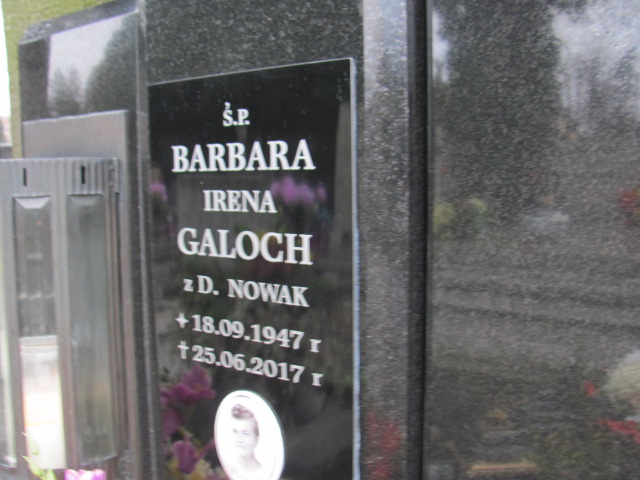 Ś.P.
BARBARA
IRENA
GALOCH
z D. NOWAK
+ 18.09.1947 r
† 25.06.2017 r